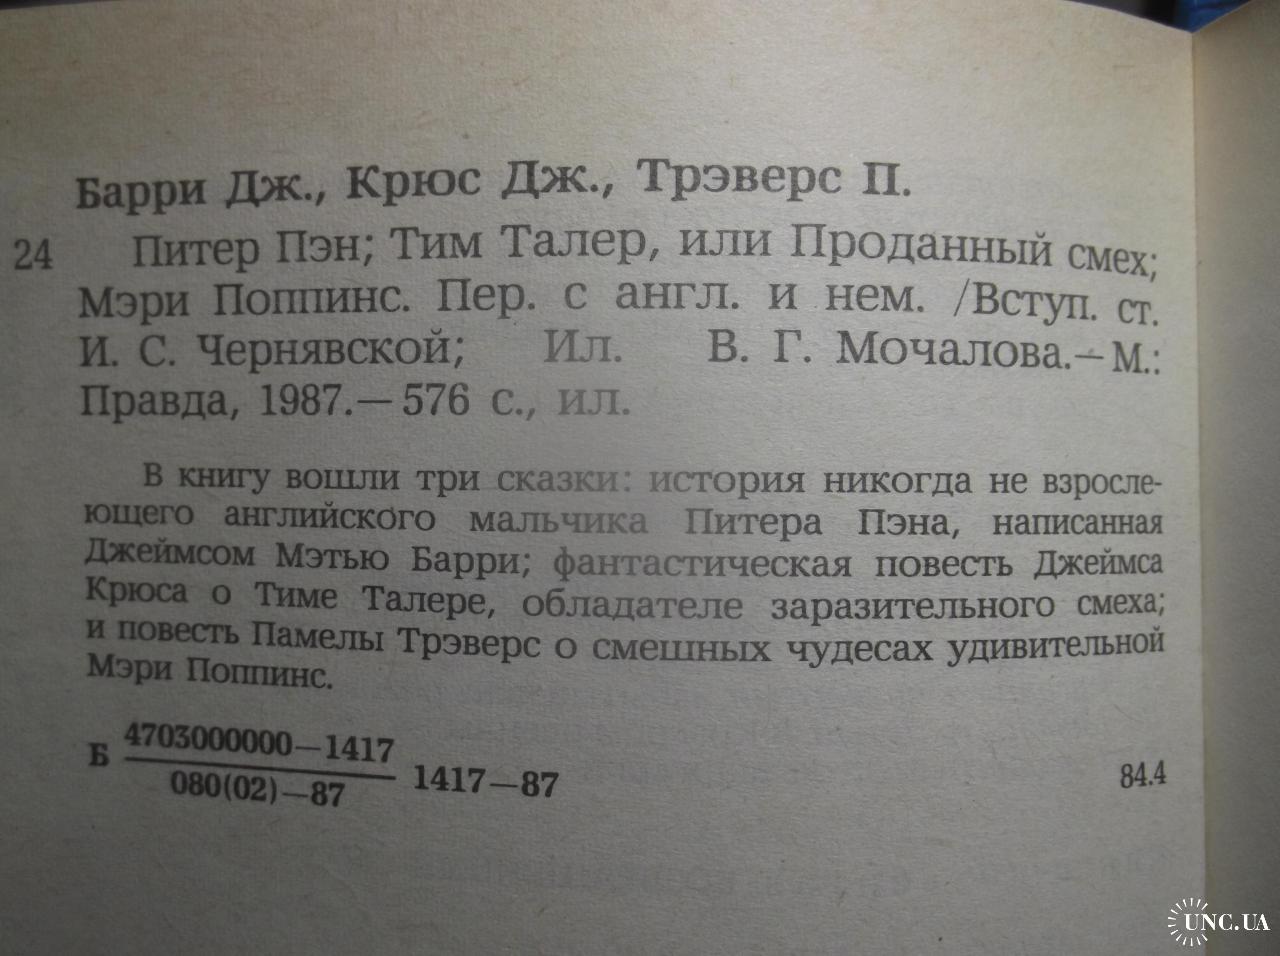 Барри Дж., Крюс Дж., Трэверс П.
24 Питер Пэн; Тим Талер, или Проданный смех;
Мэри Поппинс. Пер. с англ. и нем. /Вступ. ст.
И. С. Чернявской; Ил. В. Г. Мочалова.— М.:
Правда, 1987.— 576 с., ил.
В книгу вошли три сказки: история никогда не взросле-
ющего английского мальчика Питера Пэна, написанная
Джеймсом Мэтью Барри; фантастическая повесть Джеймса
Крюса о Тиме Талере, обладателе заразительного смеха;
и повесть Памелы Трэверс о смешных чудесах удивительной
Мэри Поппинс.
4703000000—1417
Б 1417—87 84.4
080(02)—87
UNC.UA